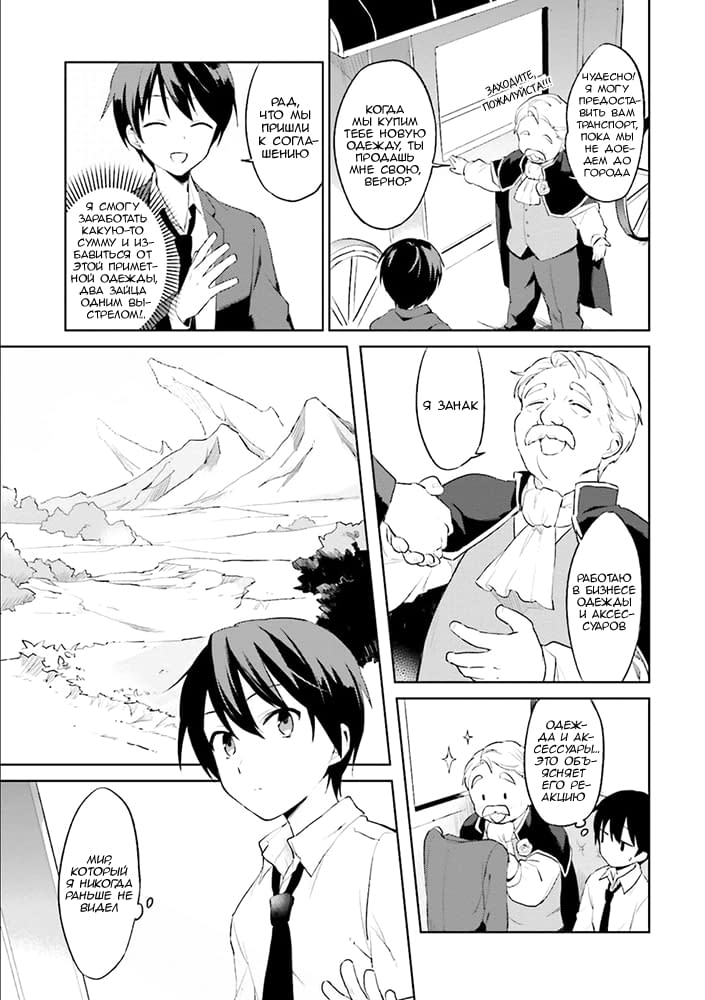 ЧУДЕСНО!
Я МОГУ
ПРЕДОСТА-
ВИТЬ ВАМ
ТРАНСПОРТ,
ПОКА МЫ
НЕ ДОЕ-
ДЕМ ДО
ГОРОДА
ЗАХОДИТЕ,
ПОЖАЛУЙСТА!!!
КОГДА
МЫ КУПИМ
ТЕБЕ НОВУЮ
ОДЕЖДУ, ТЫ
ПРОДАШЬ
МНЕ СВОЮ,
ВЕРНО?
РАД,
ЧТО МЫ
ПРИШЛИ
К СОГЛА-
ШЕНИЮ
Я СМОГУ
ЗАРАБОТАТЬ
КАКУЮ-ТО
СУММУ И ИЗ-
БАВИТЬСЯ ОТ
ЭТОЙ ПРИМЕТ-
НОЙ ОДЕЖДЫ,
ДВА ЗАЙЦА
ОДНИМ ВЫ-
СТРЕЛОМ!.
Я ЗАНАК
РАБОТАЮ
В БИЗНЕСЕ
ОДЕЖДЫ
И АКСЕС-
СУАРОВ
ОДЕЖ-
ДА И АК-
СЕССУАРЫ...
ЭТО ОБЪ-
ЯСНЯЕТ
ЕГО РЕ-
АКЦИЮ
МИР,
КОТОРЫЙ
Я НИКОГДА
РАНЬШЕ НЕ
ВИДЕЛ